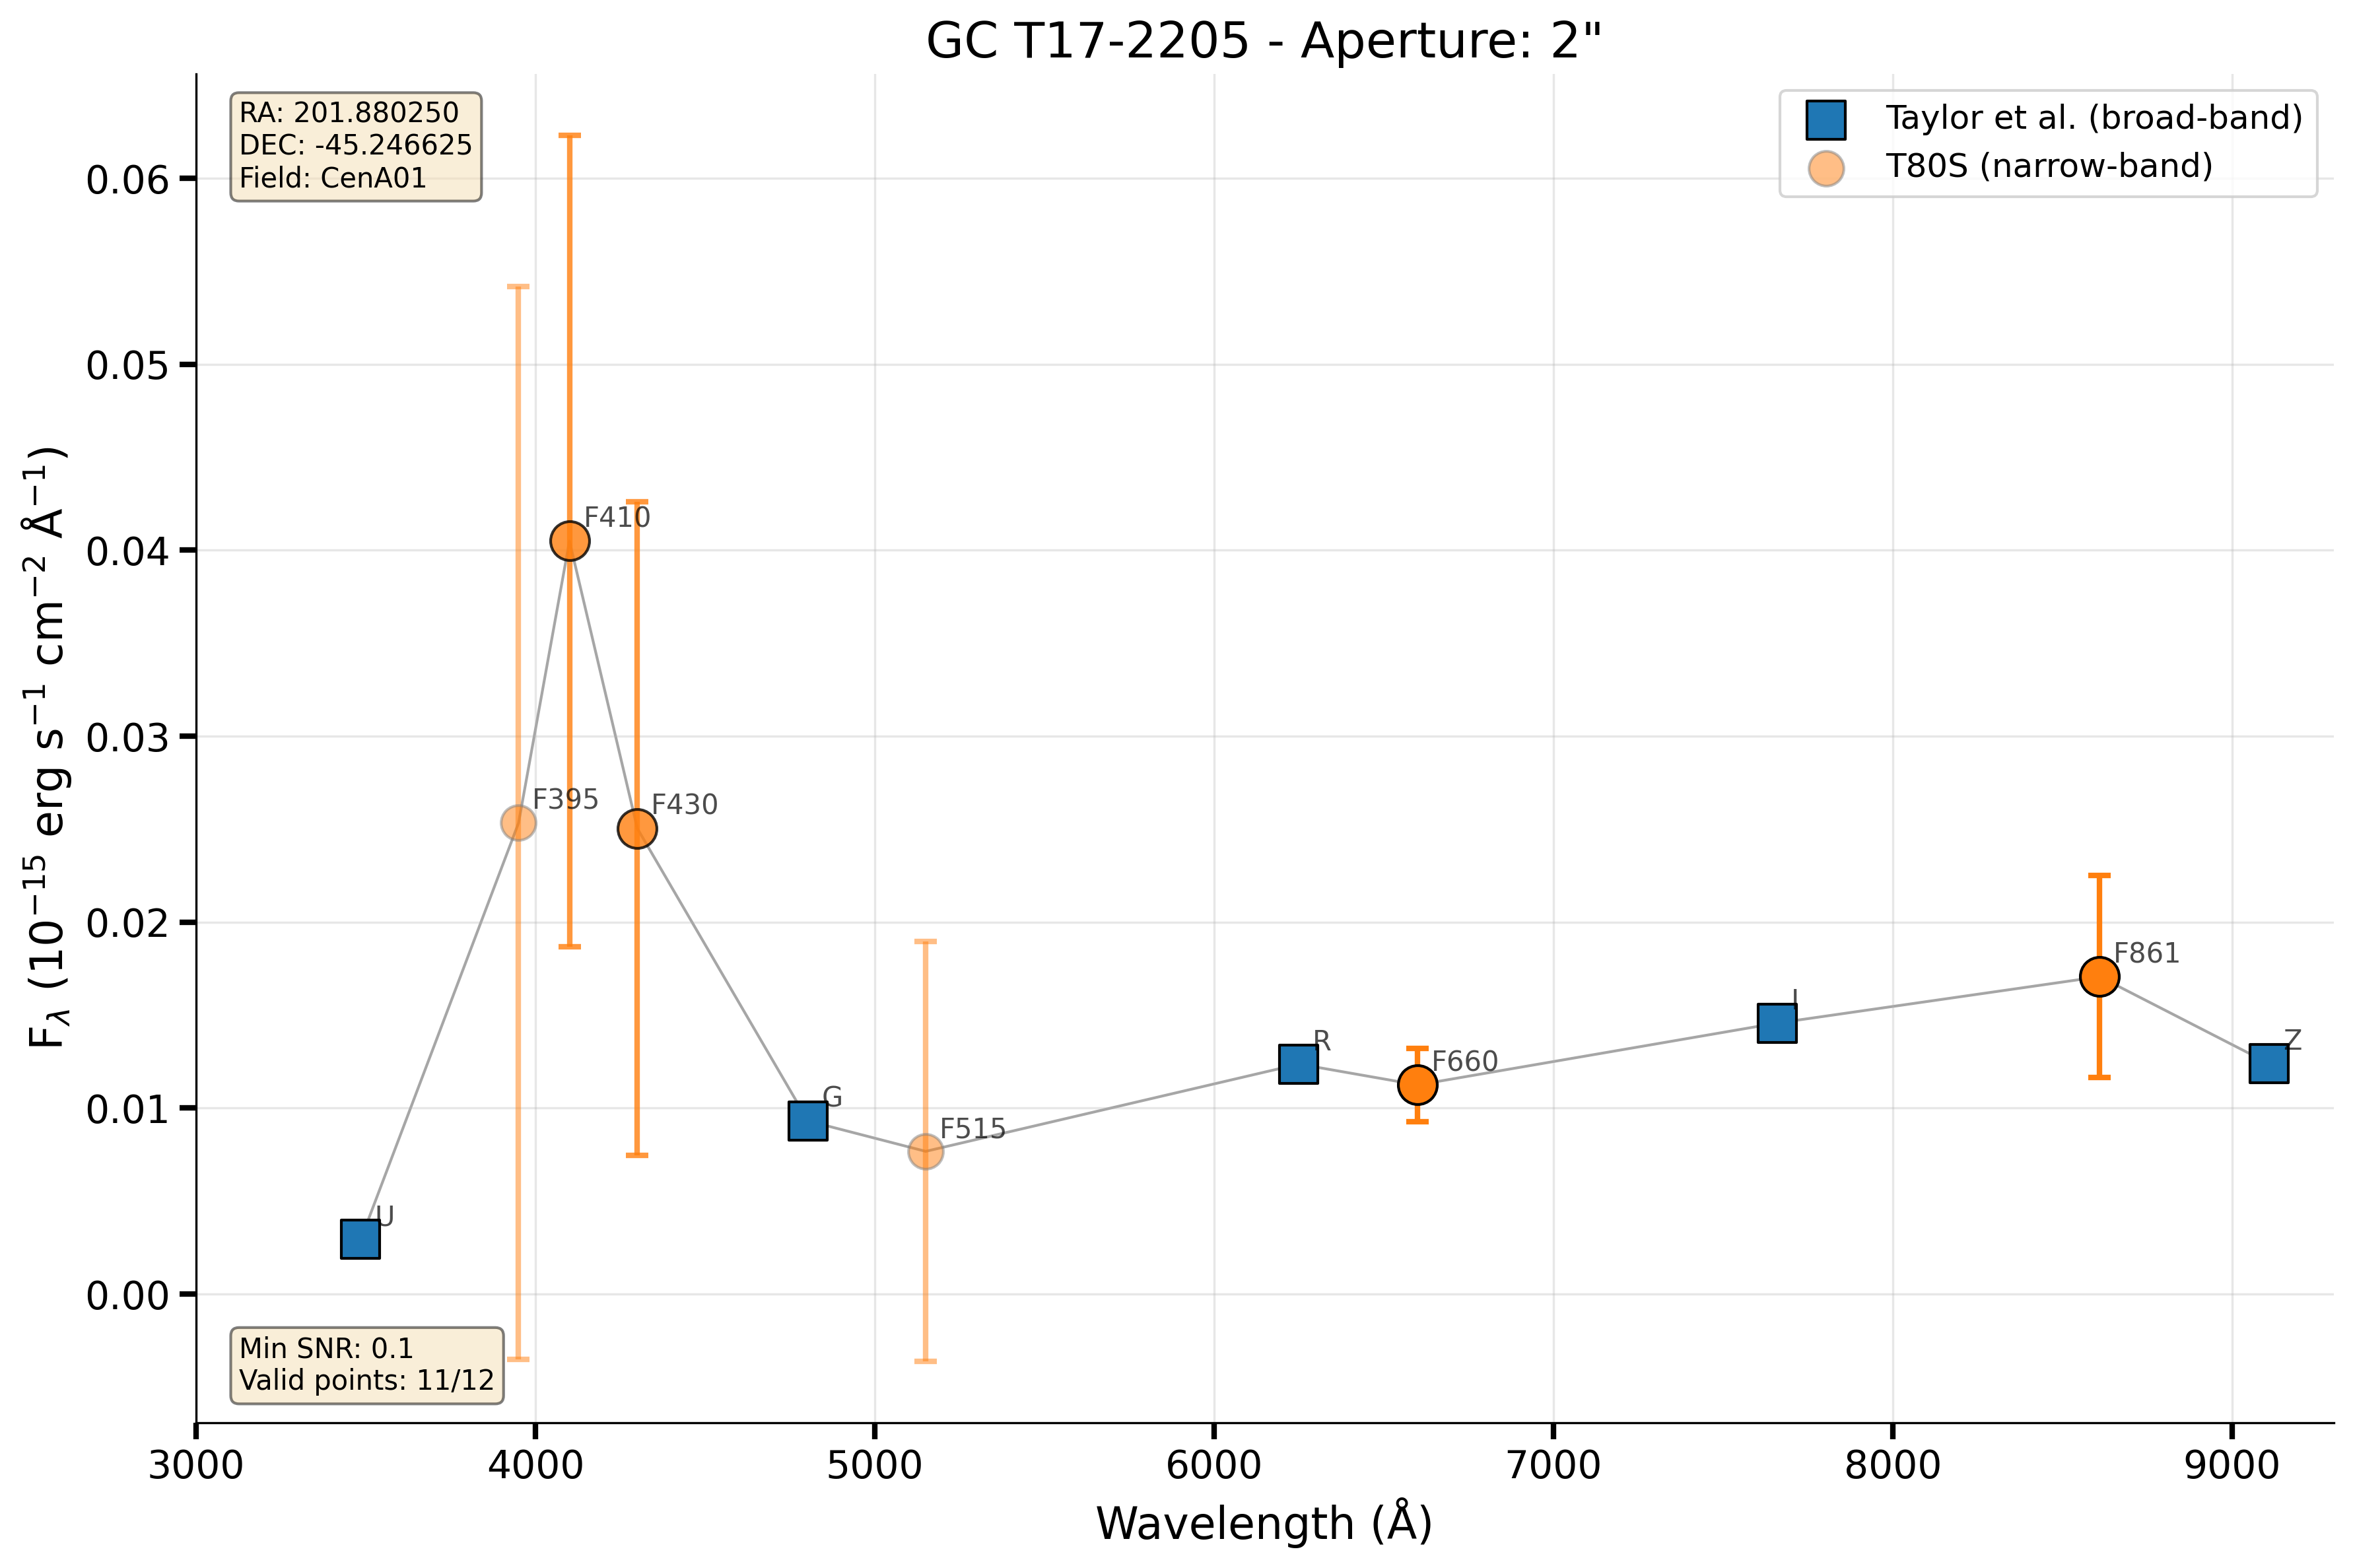 GC T17-2205 - Aperture: 2"
RA: 201.880250
DEC: -45.246625
Field: CenA01
Taylor et al. (broad-band)
T80S (narrow-band)
F$_{λ}$ (10$^{−15}$ erg s$^{−1}$ cm$^{−2}$ Å$^{−1}$)
0.06
0.05
0.04
0.03
0.02
0.01
0.00
U
F395
F410
F430
G
F515
R
F660
I
F861
Z
Min SNR: 0.1
Valid points: 11/12
3000
4000
5000
6000
7000
8000
9000
Wavelength (Å)